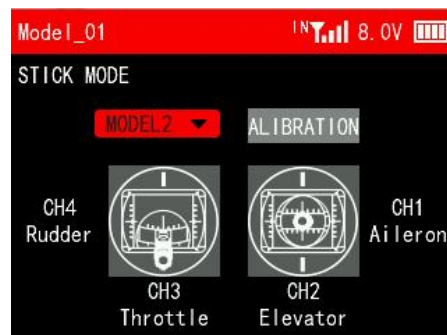 Model_01 IN 8.0V
STICK MODE
MODEL2 ALIBRATION
CH4
Rudder
CH1
Aileron
CH3
Throttle
CH2
Elevator